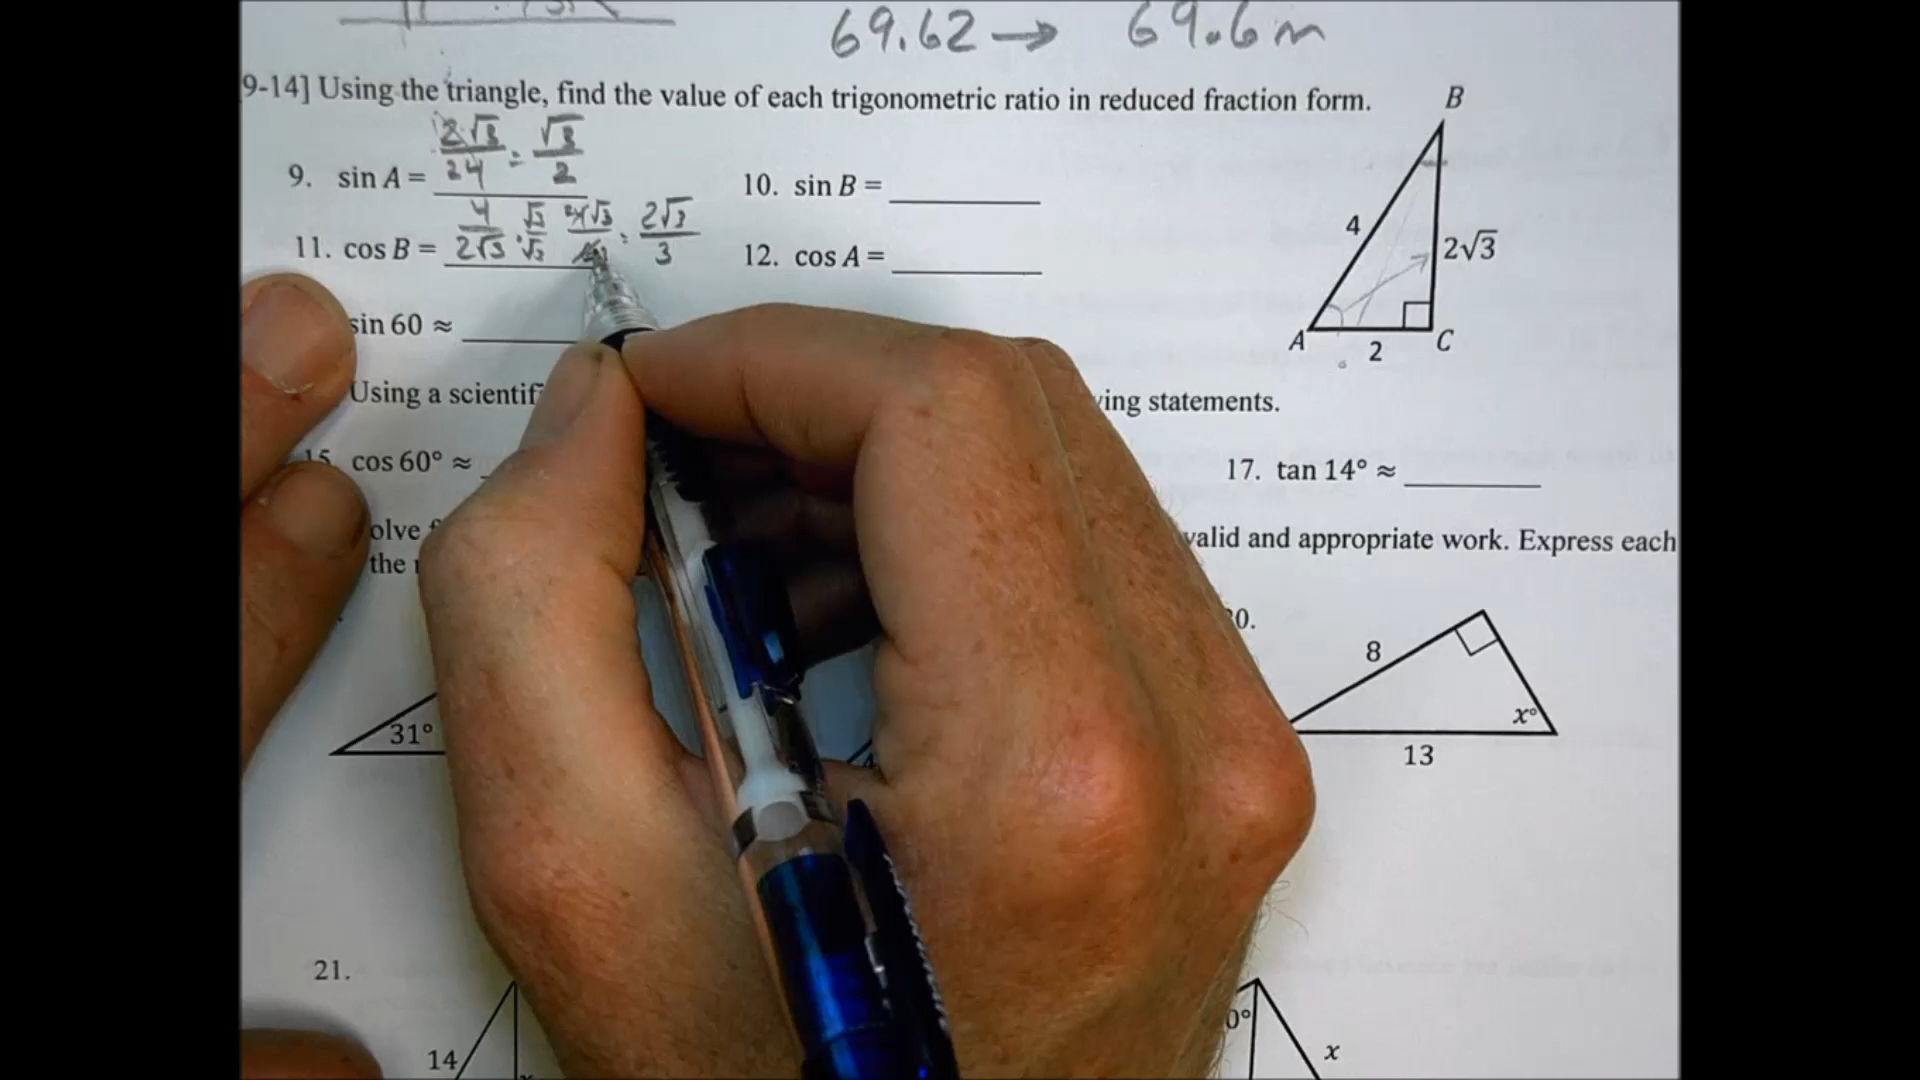 69.62 → 69.6 m
9-14] Using the triangle, find the value of each trigonometric ratio in reduced fraction form.
9. sin A = 2√3/24 = √3/2
10. sin B =
11. cos B = 4/2√3 · √3/√3 4√3/ = 2√3/3
12. cos A =
B
4
2√3
A
2
C
sin 60 ≈
Using a scientif
ing statements.
15. cos 60° ≈
17. tan 14° ≈
olve
valid and appropriate work. Express each
the
0.
8
x°
13
31°
21.
14
0°
x